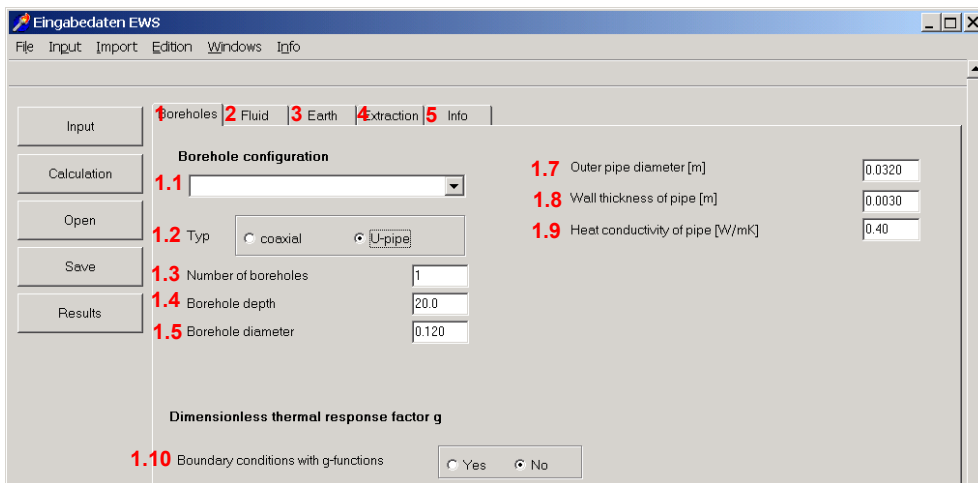 Eingabedaten EWS
File Input Import Edition Windows Info
1 Boreholes 2 Fluid 3 Earth 4 Extraction 5 Info
Input
Calculation
Open
Save
Results
Borehole configuration
1.1
1.2 Typ coaxial U-pipe
1.3 Number of boreholes 1
1.4 Borehole depth 20.0
1.5 Borehole diameter 0.120
1.7 Outer pipe diameter [m] 0.0320
1.8 Wall thickness of pipe [m] 0.0030
1.9 Heat conductivity of pipe [W/mK] 0.40
Dimensionless thermal response factor g
1.10 Boundary conditions with g-functions Yes No